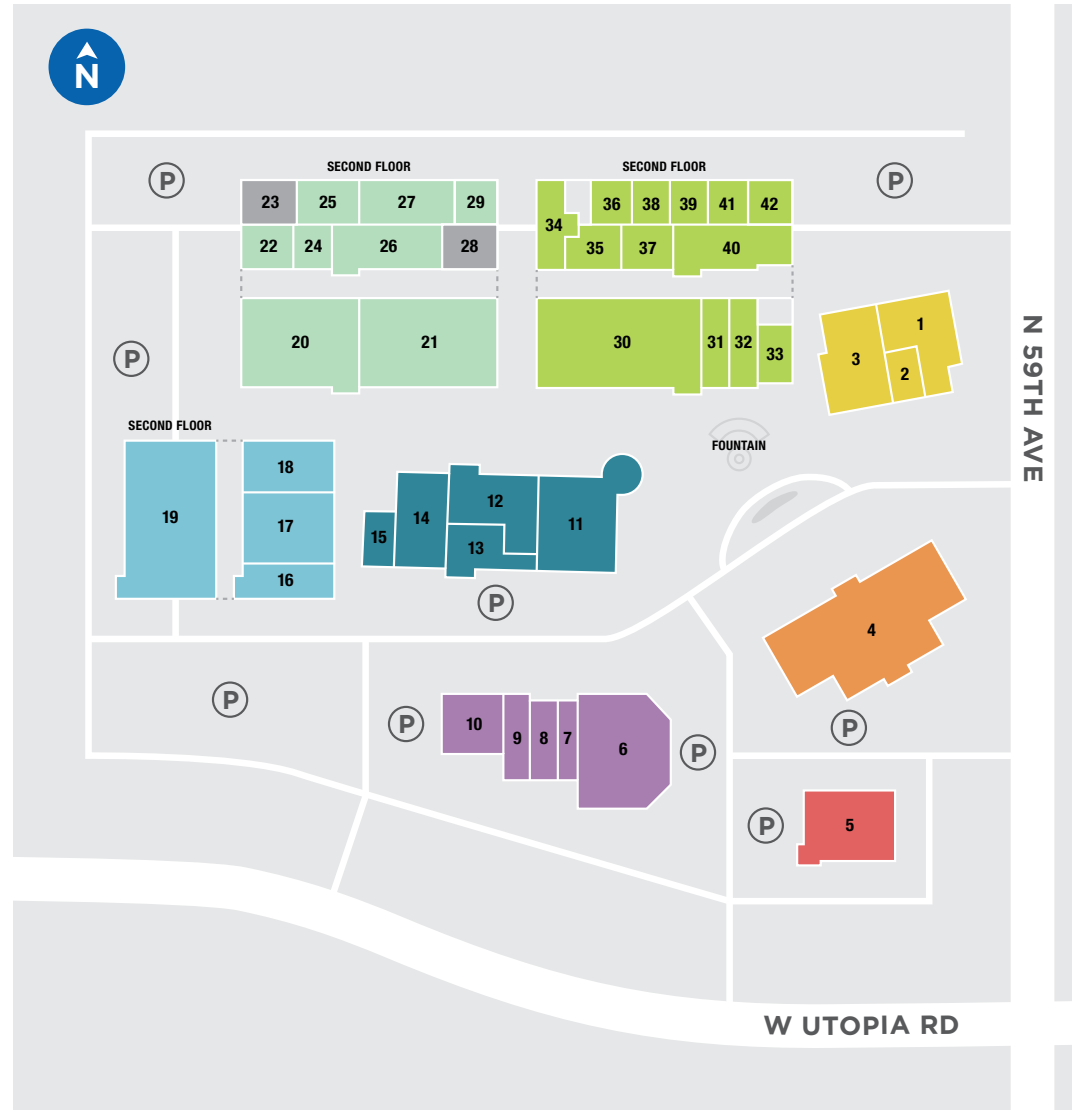 N
SECOND FLOOR
SECOND FLOOR
P
P
23 25 27 29
36 38 39 41 42
34
22 24 26 28
35 37 40
1
20 21
30 31 32 33
3
2
P
N 59TH AVE
SECOND FLOOR
FOUNTAIN
18
19
17
16
12
14
11
15
13
P
4
P
P
10 9 8 7 6
P
P
P
5
W UTOPIA RD